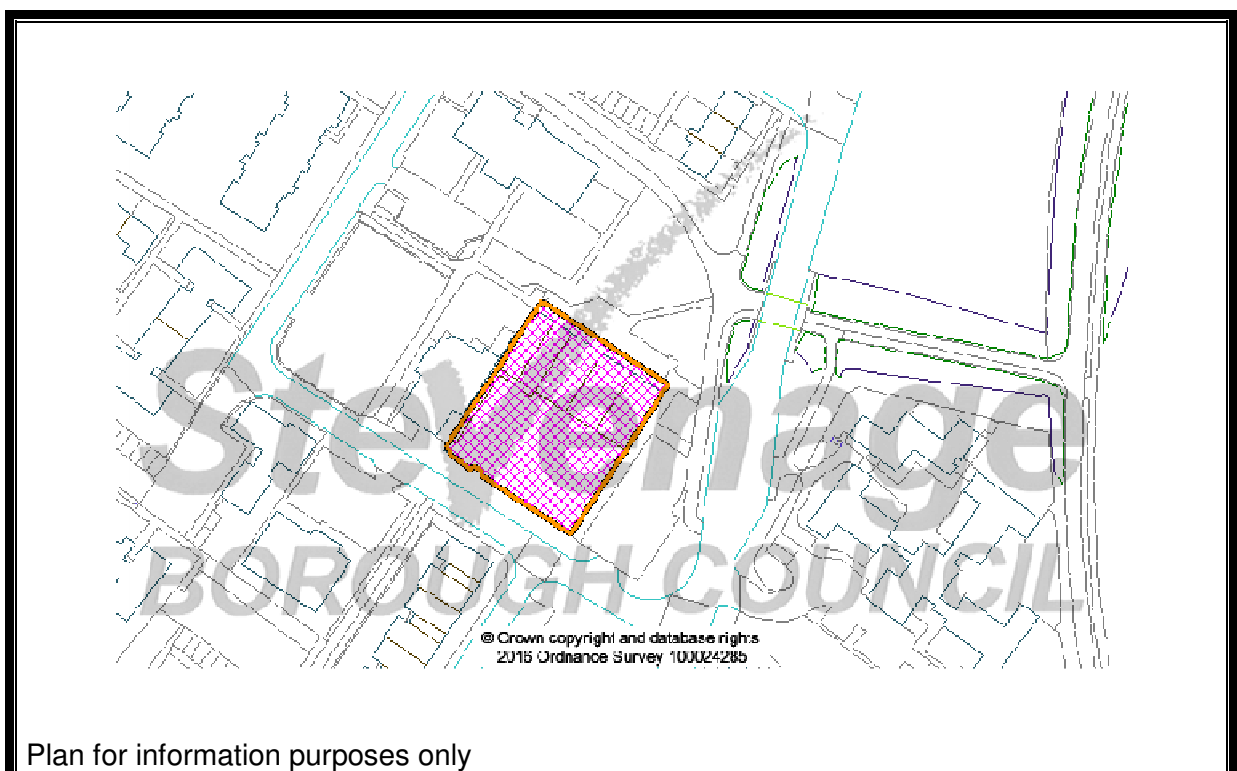 Stevenage
BOROUGH COUNCIL
© Crown copyright and database rights
2016 Ordnance Survey 100024285
Plan for information purposes only